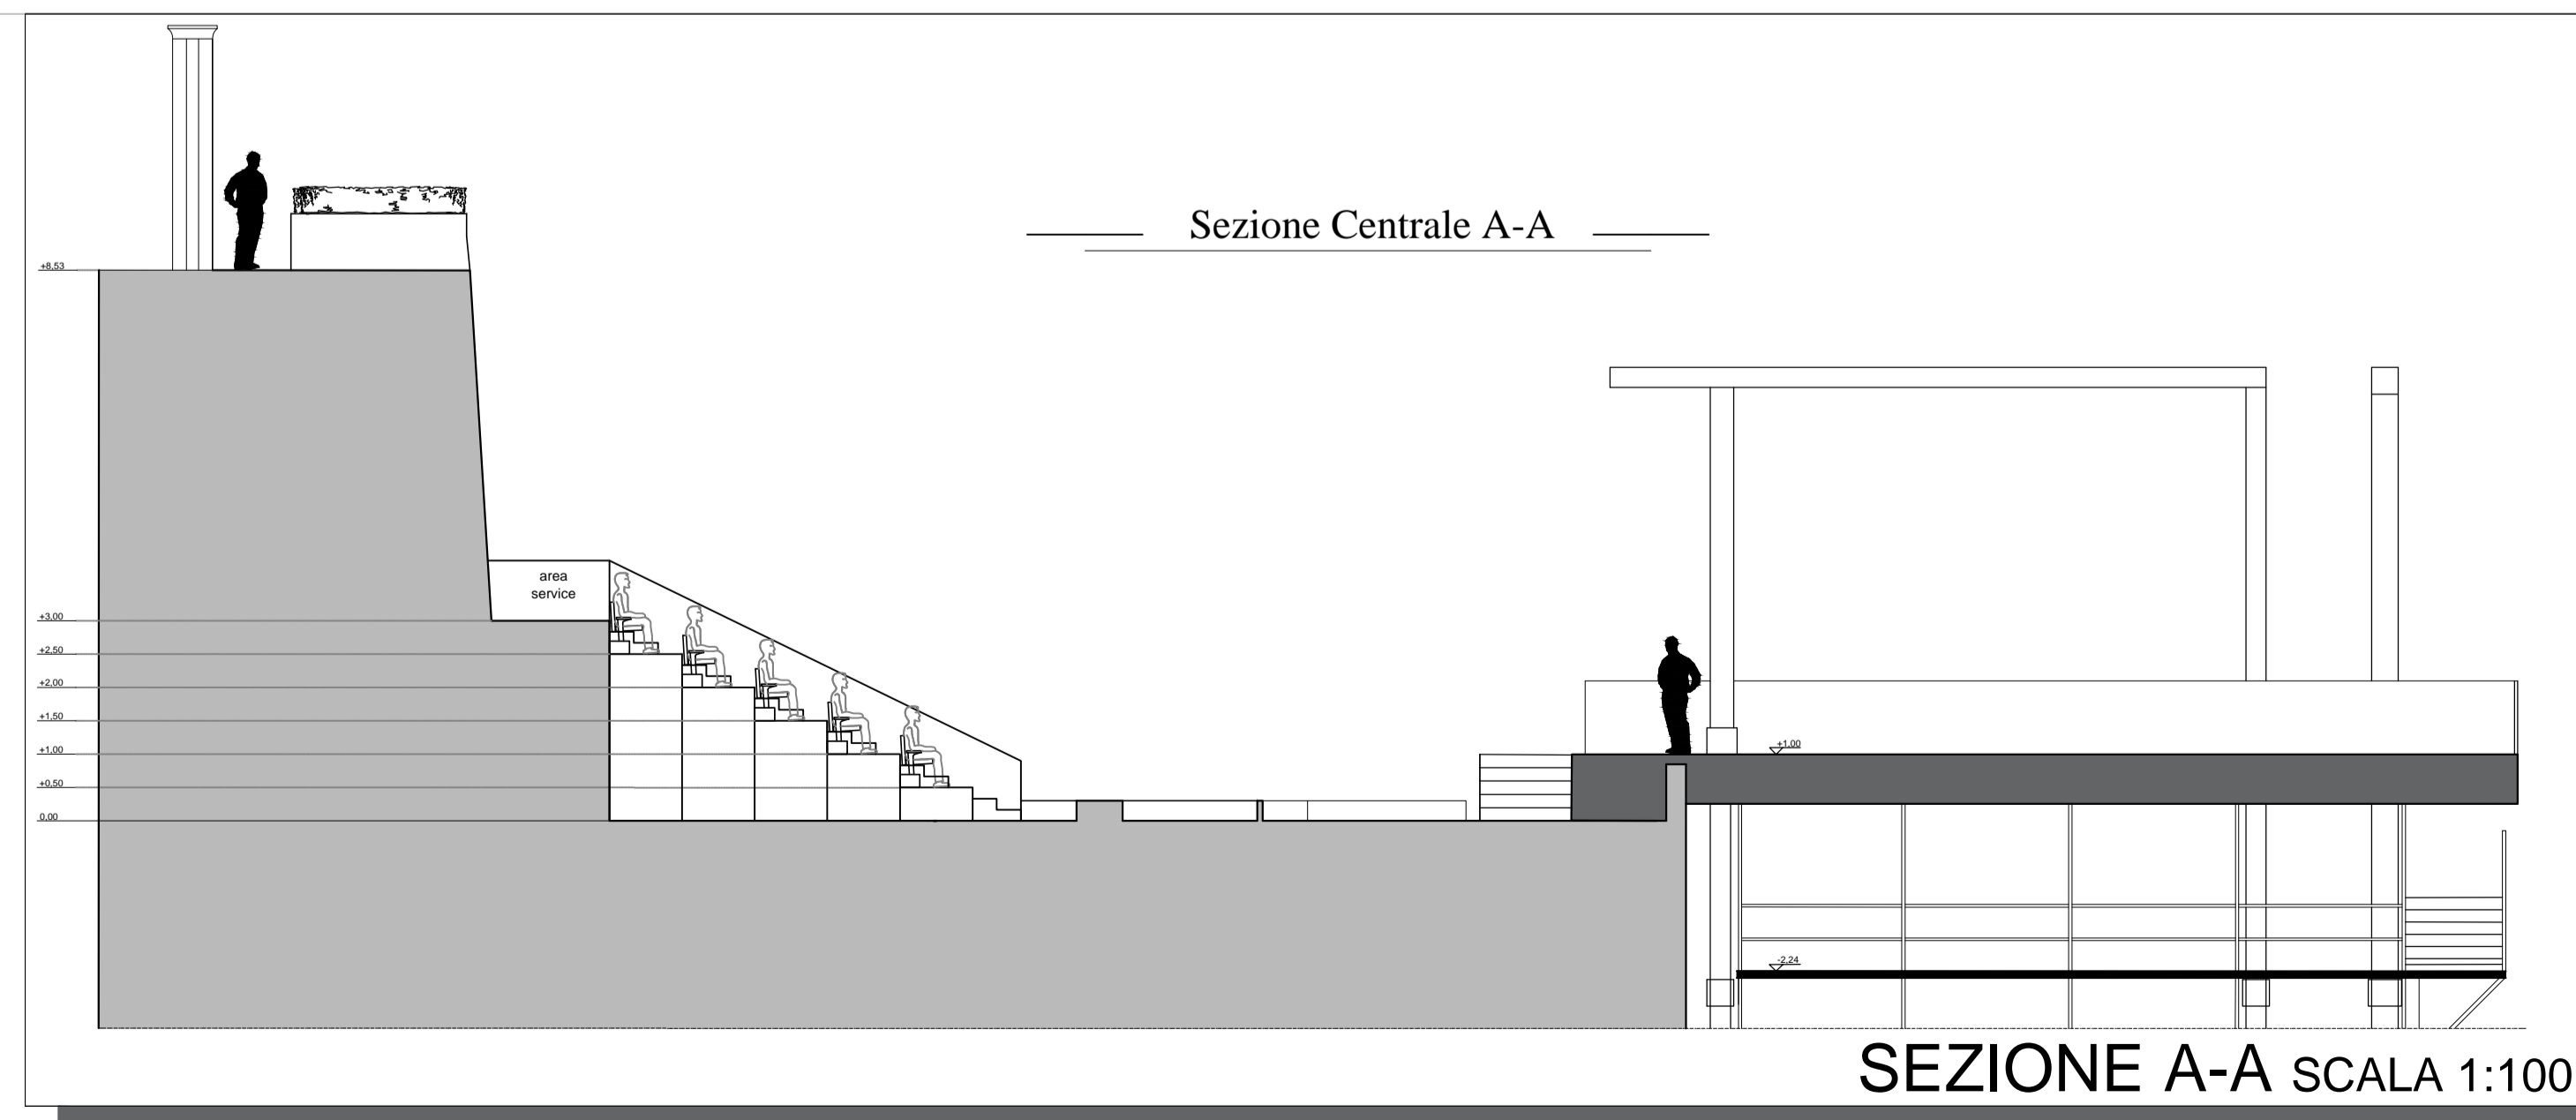 Sezione Centrale A-A
+8,53
area
service
+3,00
+2,50
+2,00
+1,50
+1,00
+0,50
0,00
+1,00
-2,24
SEZIONE A-A SCALA 1:100